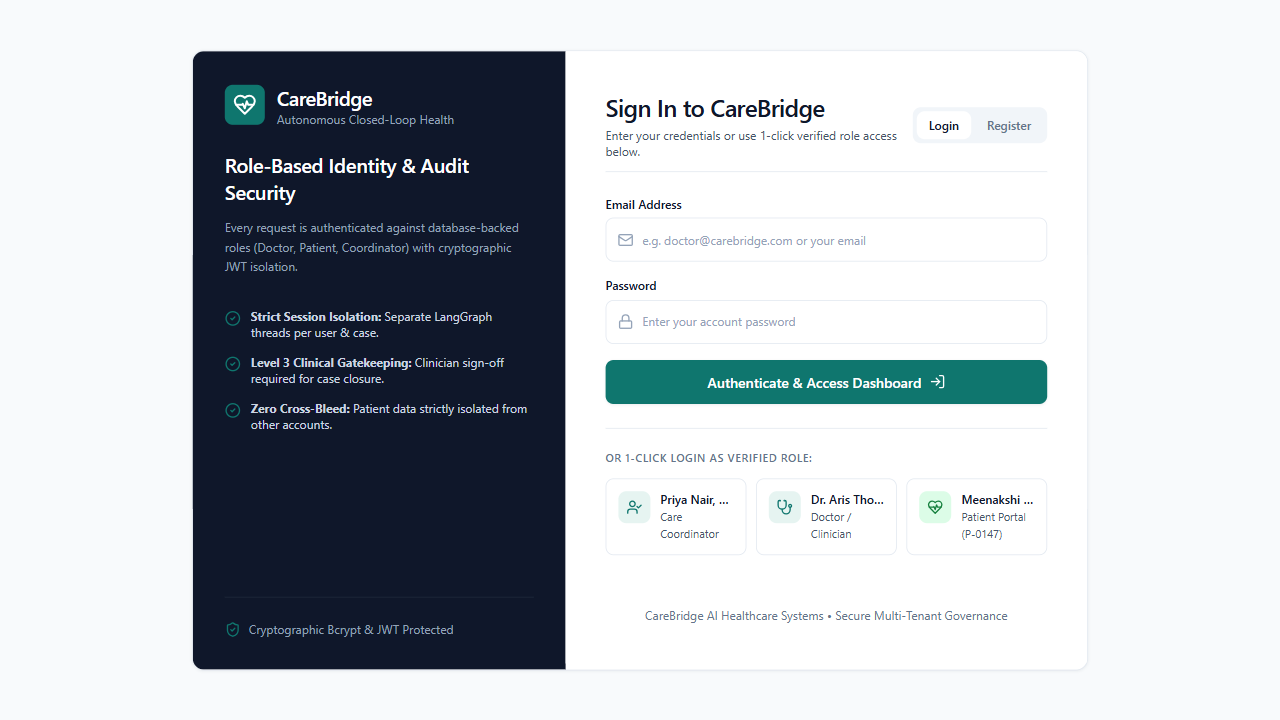 CareBridge
Autonomous Closed-Loop Health
Role-Based Identity & Audit
Security
Every request is authenticated against database-backed
roles (Doctor, Patient, Coordinator) with cryptographic
JWT isolation.
Strict Session Isolation: Separate LangGraph
threads per user & case.
Level 3 Clinical Gatekeeping: Clinician sign-off
required for case closure.
Zero Cross-Bleed: Patient data strictly isolated from
other accounts.
Cryptographic Bcrypt & JWT Protected
Sign In to CareBridge
Enter your credentials or use 1-click verified role access
below.
Login
Register
Email Address
e.g. doctor@carebridge.com or your email
Password
Enter your account password
Authenticate & Access Dashboard
OR 1-CLICK LOGIN AS VERIFIED ROLE:
Priya Nair, ...
Care
Coordinator
Dr. Aris Tho...
Doctor /
Clinician
Meenakshi ...
Patient Portal
(P-0147)
CareBridge AI Healthcare Systems • Secure Multi-Tenant Governance